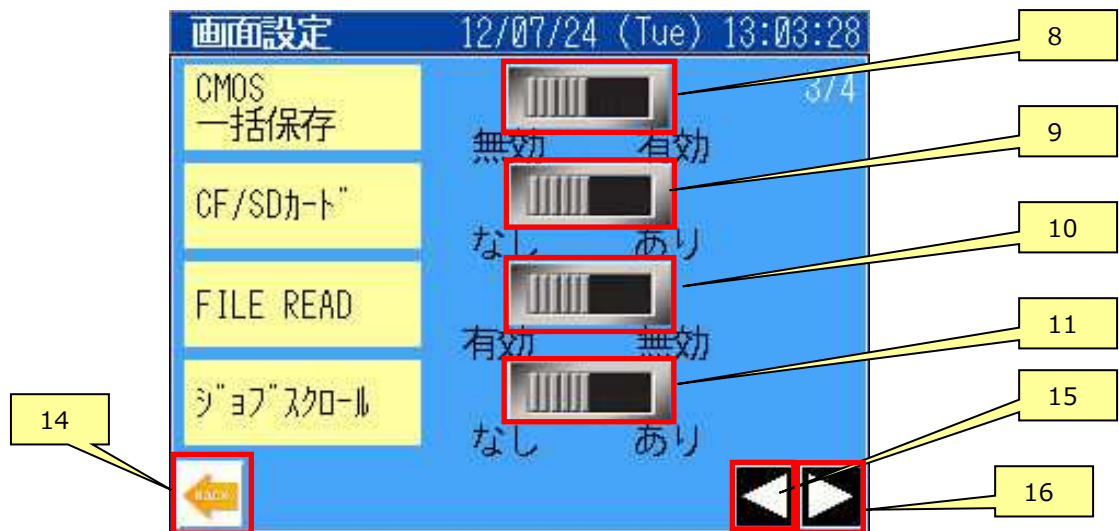 画面設定 12/07/24 (Tue) 13:03:28
8
3/4
CMOS
一括保存
無効 有効
9
CF/SDカード
なし あり
10
FILE READ
有効 無効
11
ジョブスクロール
なし あり
15
14
BACK
16